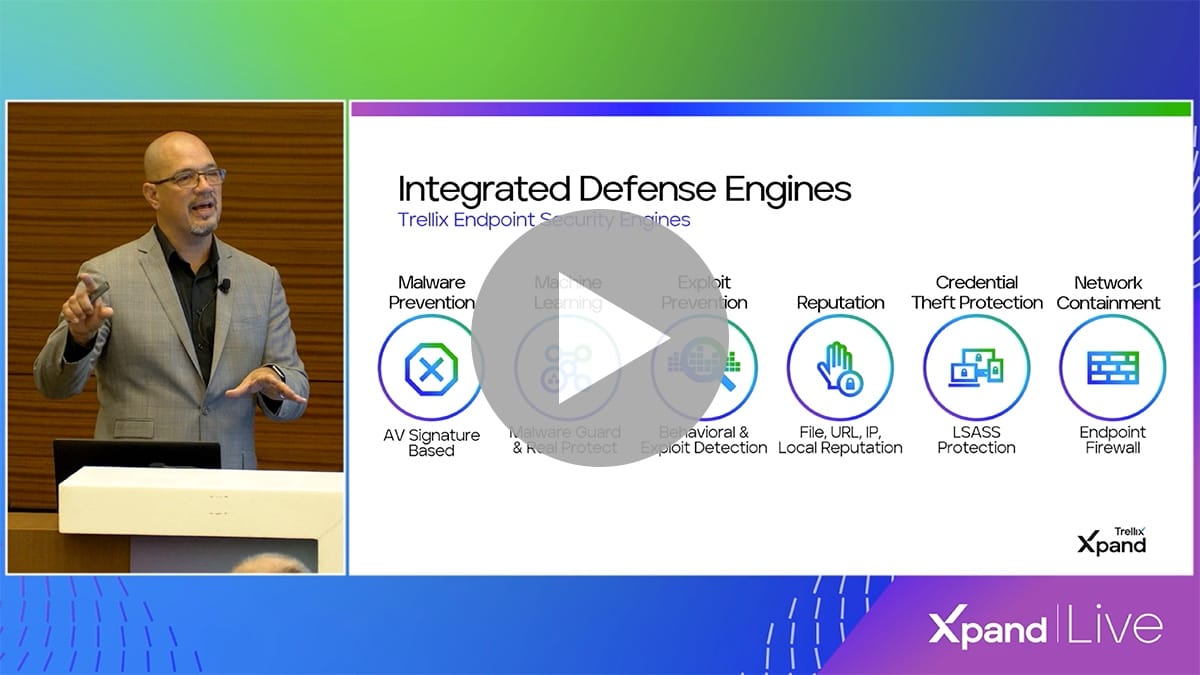 Integrated Defense Engines
Trellix Endpoint Security Engines
Malware
Prevention
AV Signature
Based
Machine
Learning
Malware Guard
& Real Protect
Exploit
Prevention
Behavioral &
Exploit Detection
Reputation
File, URL, IP,
Local Reputation
Credential
Theft Protection
LSASS
Protection
Network
Containment
Endpoint
Firewall
Trellix
Xpand
Xpand Live